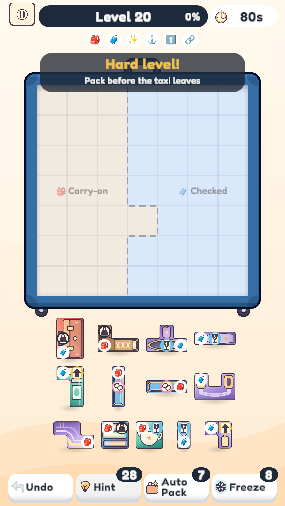 Level 20
0%
80s
Hard level!
Pack before the taxi leaves
Carry-on
Checked
Undo
Hint
28
Auto Pack
7
Freeze
8